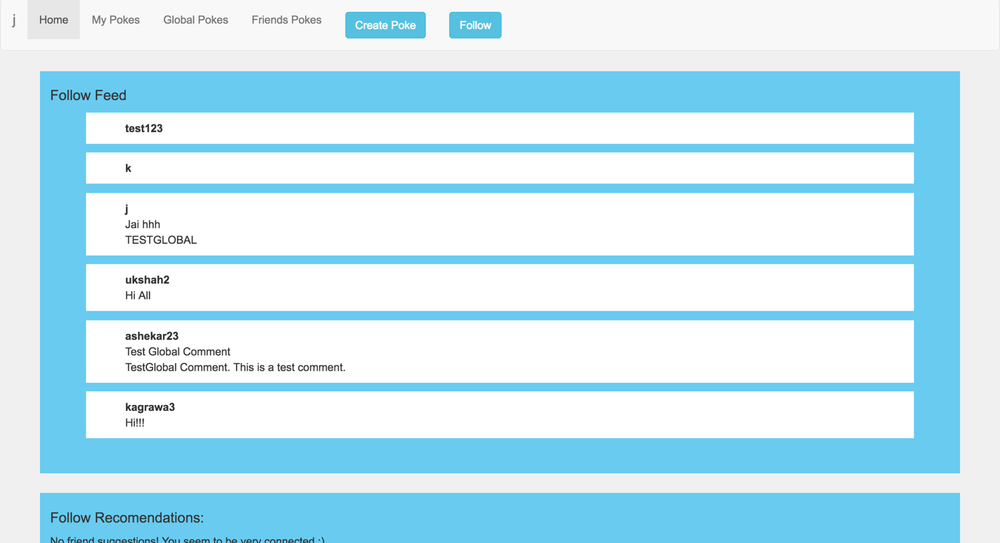 j Home My Pokes Global Pokes Friends Pokes Create Poke Follow
Follow Feed
test123
k
j
Jai hhh
TESTGLOBAL
ukshah2
Hi All
ashekar23
Test Global Comment
TestGlobal Comment. This is a test comment.
kagrawa3
Hi!!!
Follow Recomendations:
No friend suggestions! You seem to be very connected :)